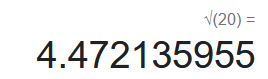 √(20) =
4.472135955